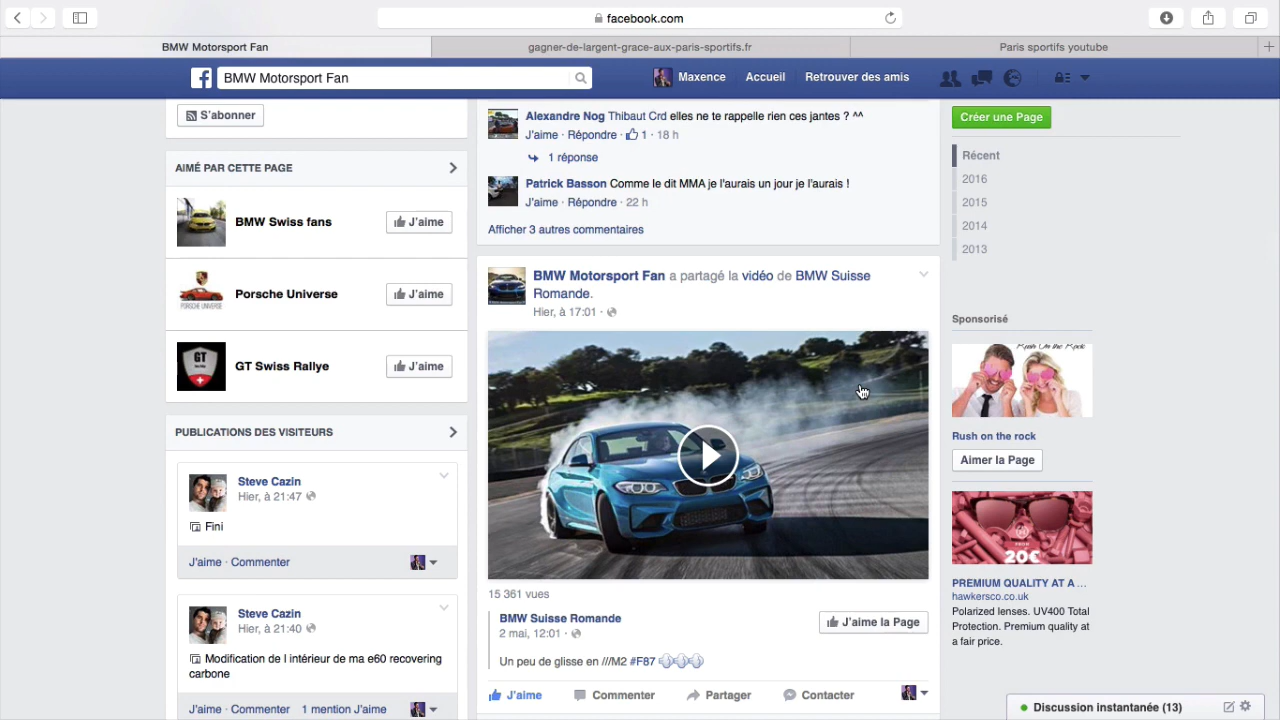 facebook.com
BMW Motorsport Fan
gagner-de-largent-grace-aux-paris-sportifs.fr
Paris sportifs youtube
BMW Motorsport Fan
Maxence
Accueil
Retrouver des amis
S'abonner
AIMÉ PAR CETTE PAGE
BMW Swiss fans
J'aime
Porsche Universe
J'aime
PORSCHE UNIVERSE
GT Swiss Rallye
J'aime
GT
PUBLICATIONS DES VISITEURS
Steve Cazin
Hier, à 21:47
Fini
J'aime · Commenter
Steve Cazin
Hier, à 21:40
Modification de l intérieur de ma e60 recovering
carbone
J'aime · Commenter 1 mention J'aime
Alexandre Nog Thibaut Crd elles ne te rappelle rien ces jantes ? ^^
J'aime · Répondre · 1 · 18 h
1 réponse
Patrick Basson Comme le dit MMA je l'aurais un jour je l'aurais !
J'aime · Répondre · 22 h
Afficher 3 autres commentaires
BMW Motorsport Fan a partagé la vidéo de BMW Suisse
Romande.
Hier, à 17:01 ·
15 361 vues
BMW Suisse Romande
2 mai, 12:01 ·
J'aime la Page
Un peu de glisse en ///M2 #F87
J'aime
Commenter
Partager
Contacter
Créer une Page
Récent
2016
2015
2014
2013
Sponsorisé
Rush On the Rock
Rush on the rock
Aimer la Page
FROM
20€
PREMIUM QUALITY AT A ...
hawkersco.co.uk
Polarized lenses. UV400 Total
Protection. Premium quality at
a fair price.
Discussion instantanée (13)